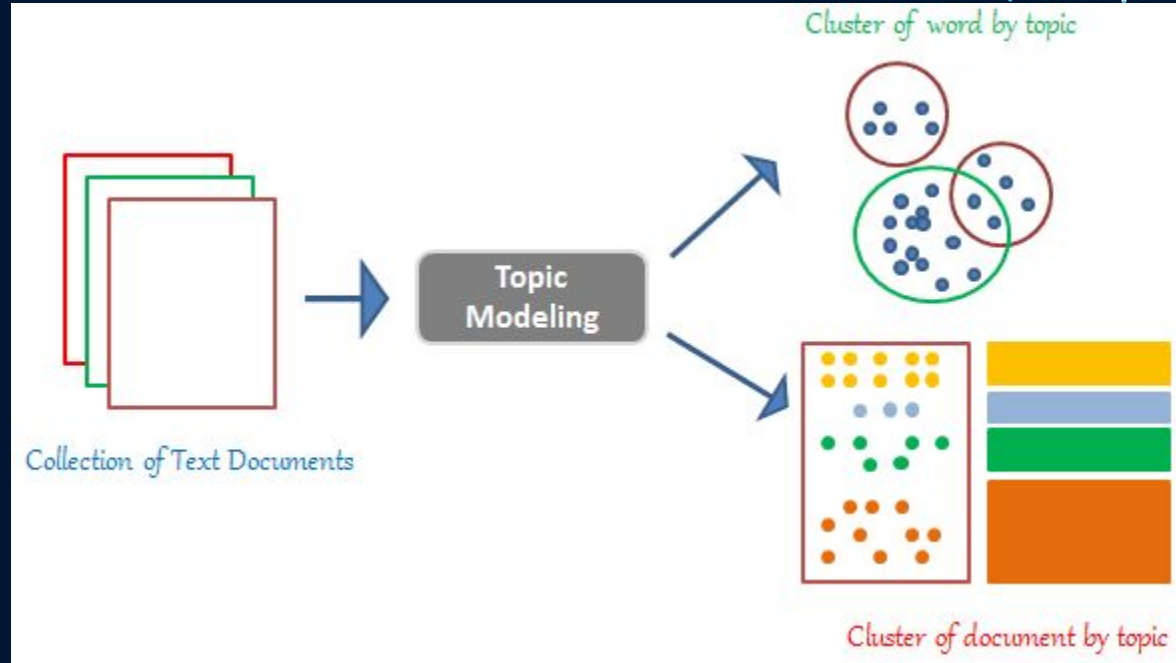 Cluster of word by topic
Topic
Modeling
Collection of Text Documents
Cluster of document by topic